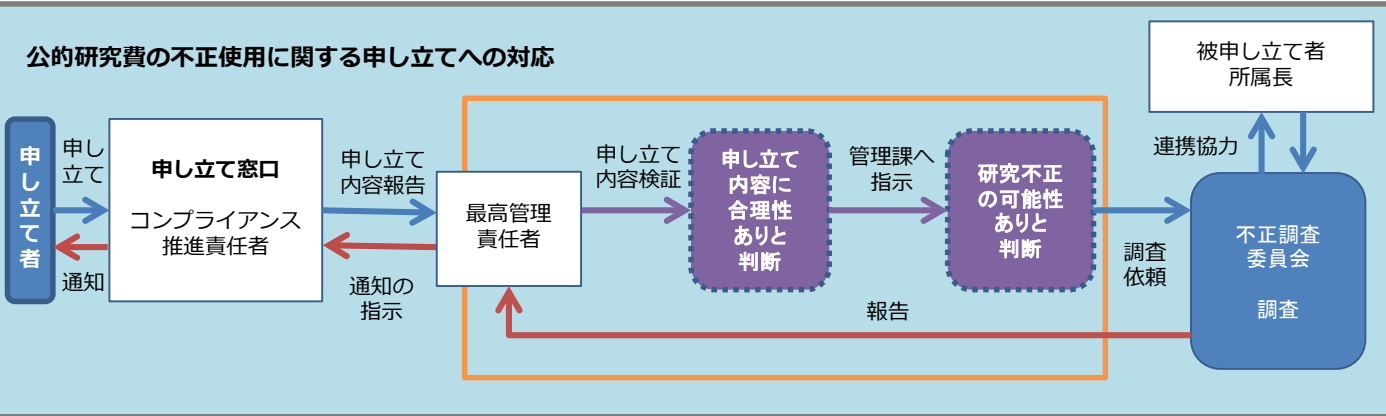 公的研究費の不正使用に関する申し立てへの対応
被申し立て者
所属長
申し立て者
申し
立て
通知
申し立て窓口
コンプライアンス
推進責任者
申し立て
内容報告
通知の
指示
最高管理
責任者
申し立て
内容検証
申し立て
内容に
合理性
ありと
判断
管理課へ
指示
研究不正
の可能性
ありと
判断
連携協力
調査
依頼
不正調査
委員会
調査
報告